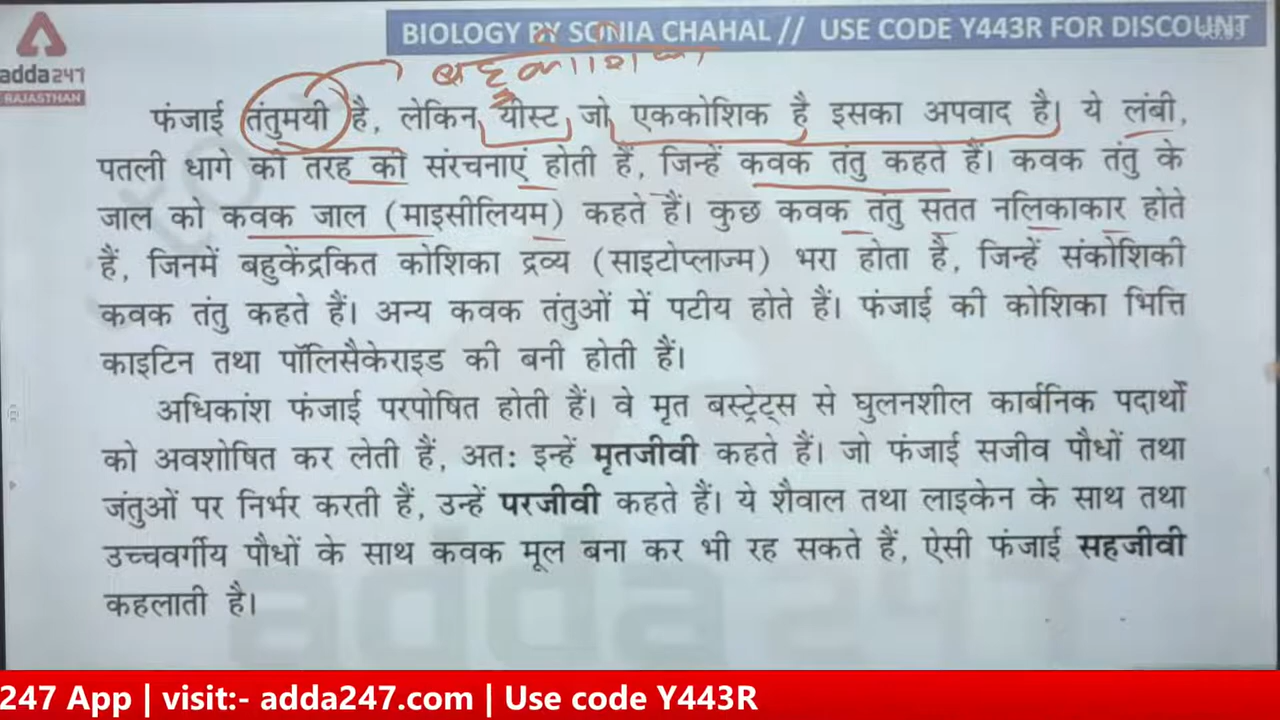 BIOLOGY BY SONIA CHAHAL // USE CODE Y443R FOR DISCOUNT
adda247
RAJASTHAN
फंजाई तंतुमयी है, लेकिन यीस्ट जो एककोशिक है इसका अपवाद है। ये लंबी,
पतली धागे की तरह की संरचनाएं होती हैं, जिन्हें कवक तंतु कहते हैं। कवक तंतु के
जाल को कवक जाल (माइसीलियम) कहते हैं। कुछ कवक तंतु सतत नलिकाकार होते
हैं, जिनमें बहुकेंद्रकित कोशिका द्रव्य (साइटोप्लाज्म) भरा होता है, जिन्हें संकोशिकी
कवक तंतु कहते हैं। अन्य कवक तंतुओं में पटीय होते हैं। फंजाई की कोशिका भित्ति
काइटिन तथा पॉलिसैकेराइड की बनी होती हैं।
अधिकांश फंजाई परपोषित होती हैं। वे मृत बस्ट्रेट्स से घुलनशील कार्बनिक पदार्थों
को अवशोषित कर लेती हैं, अतः इन्हें मृतजीवी कहते हैं। जो फंजाई सजीव पौधों तथा
जंतुओं पर निर्भर करती हैं, उन्हें परजीवी कहते हैं। ये शैवाल तथा लाइकेन के साथ तथा
उच्चवर्गीय पौधों के साथ कवक मूल बना कर भी रह सकते हैं, ऐसी फंजाई सहजीवी
कहलाती है।
247 App | visit:- adda247.com | Use code Y443R